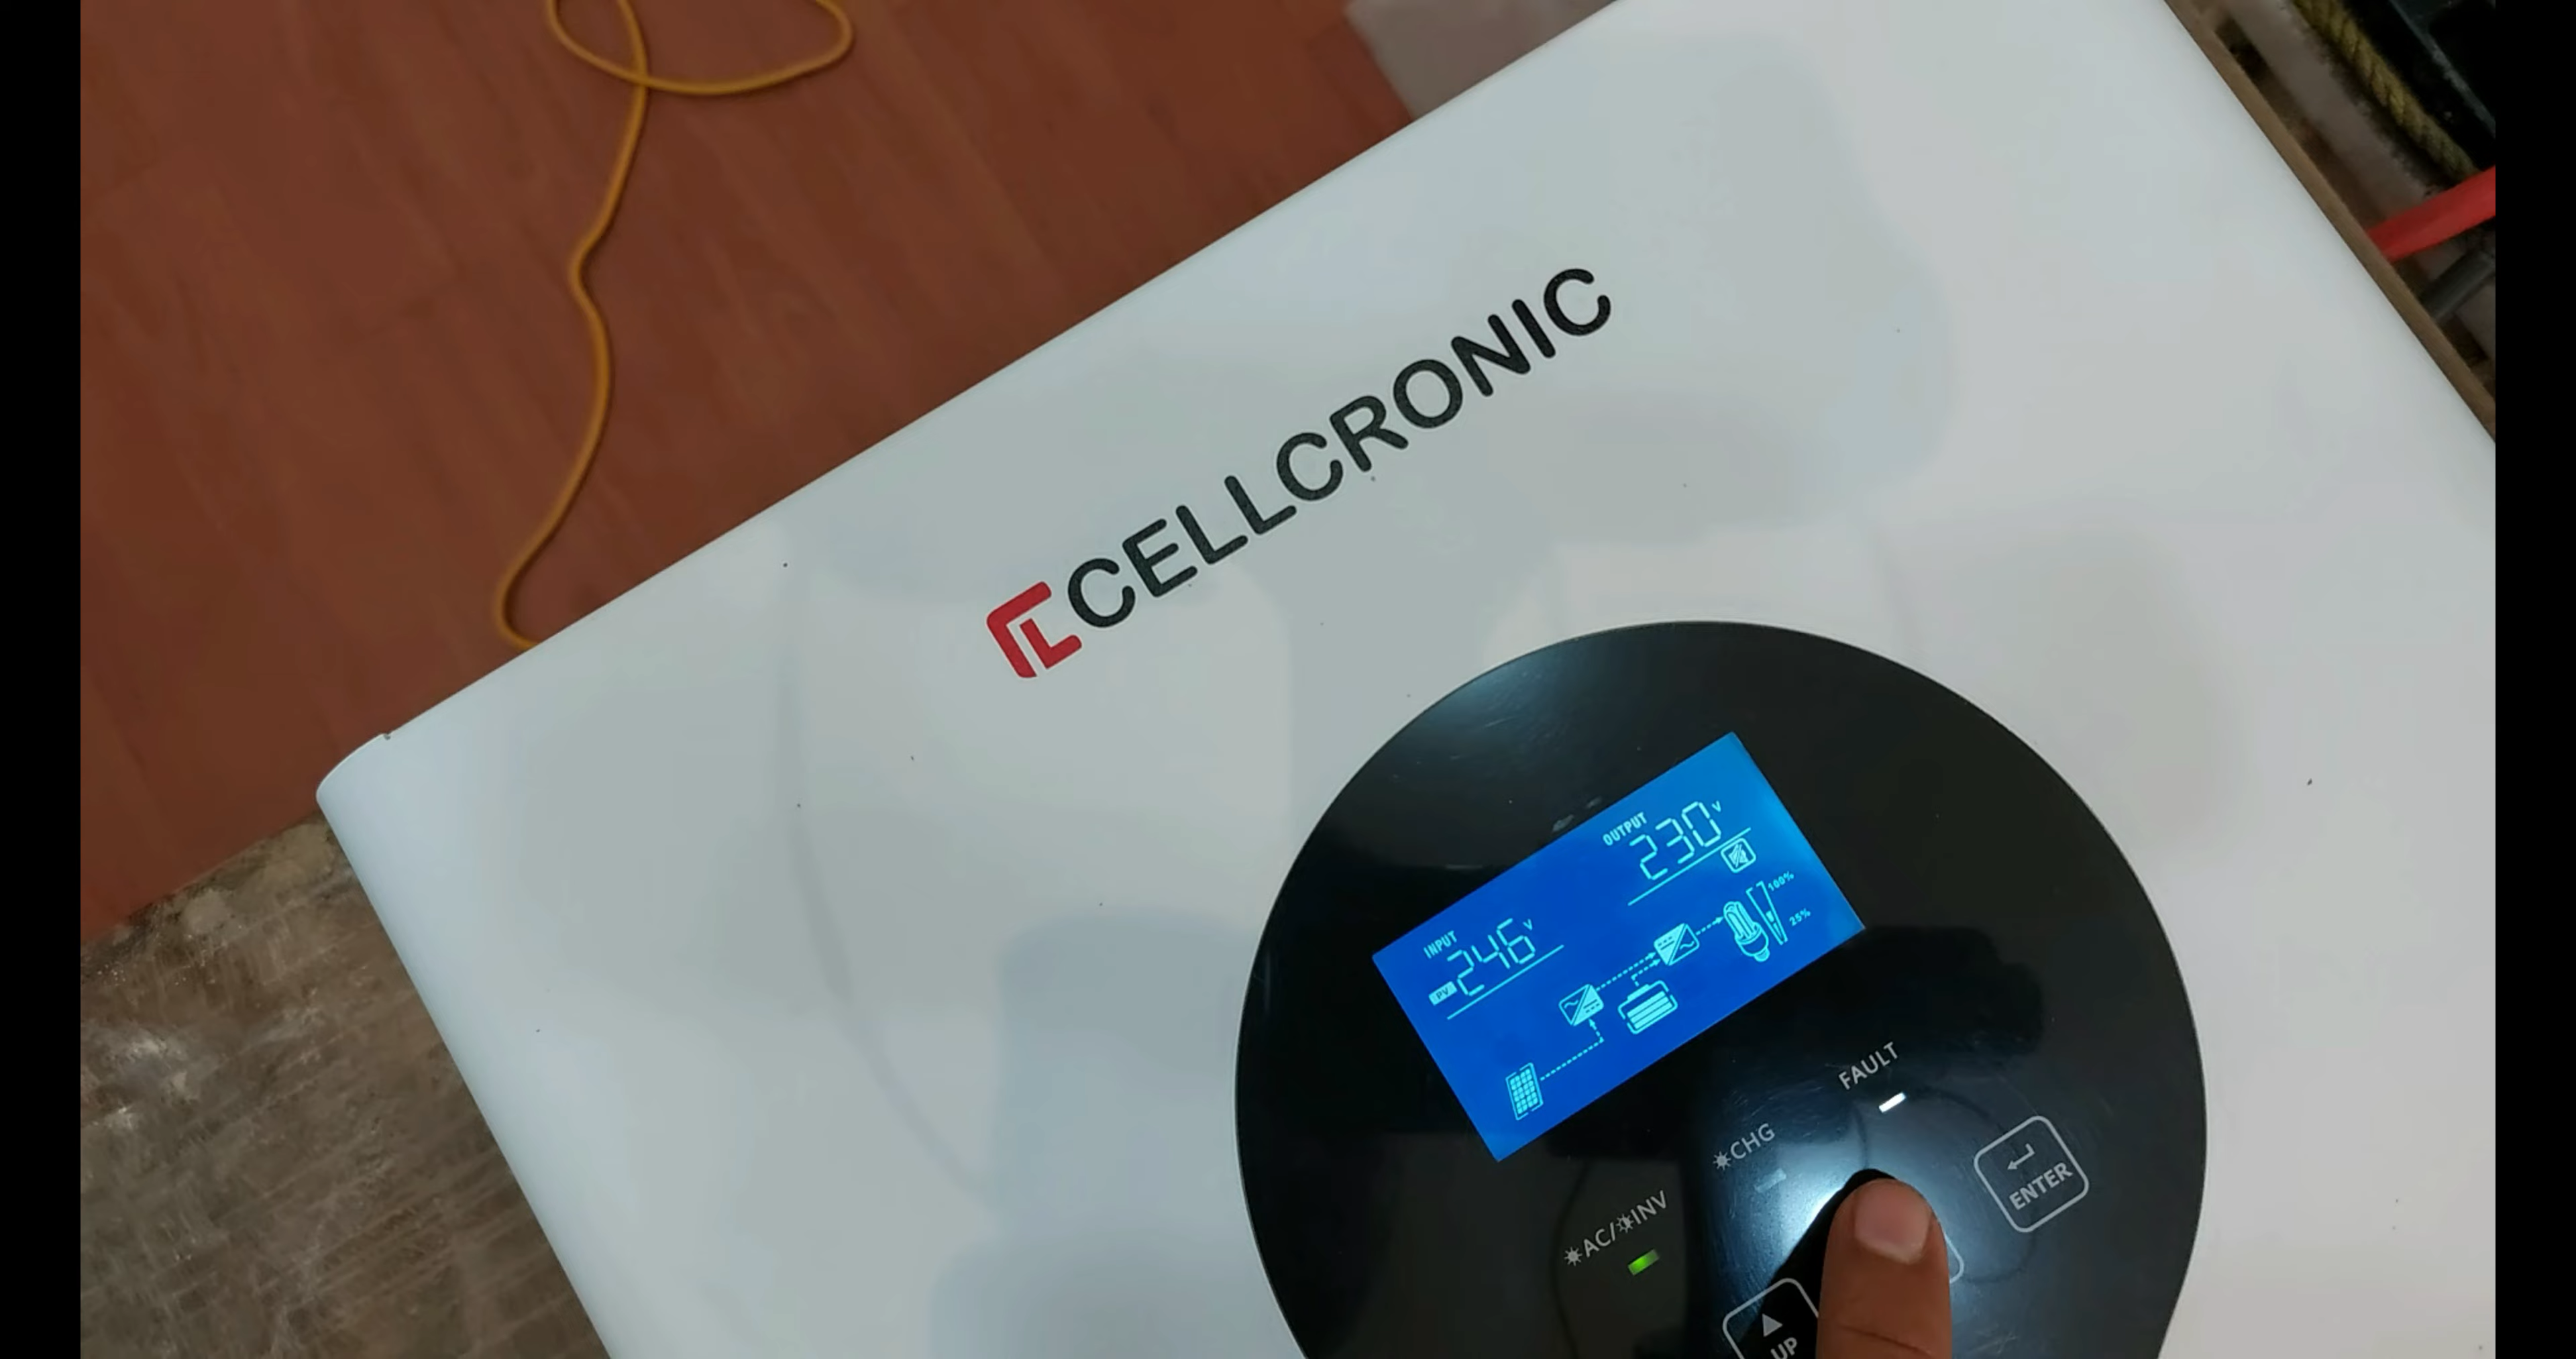 CELLCRONIC
OUTPUT
230V
INPUT
PV 246V
100%
25%
FAULT
CHG
AC/INV
ENTER
UP